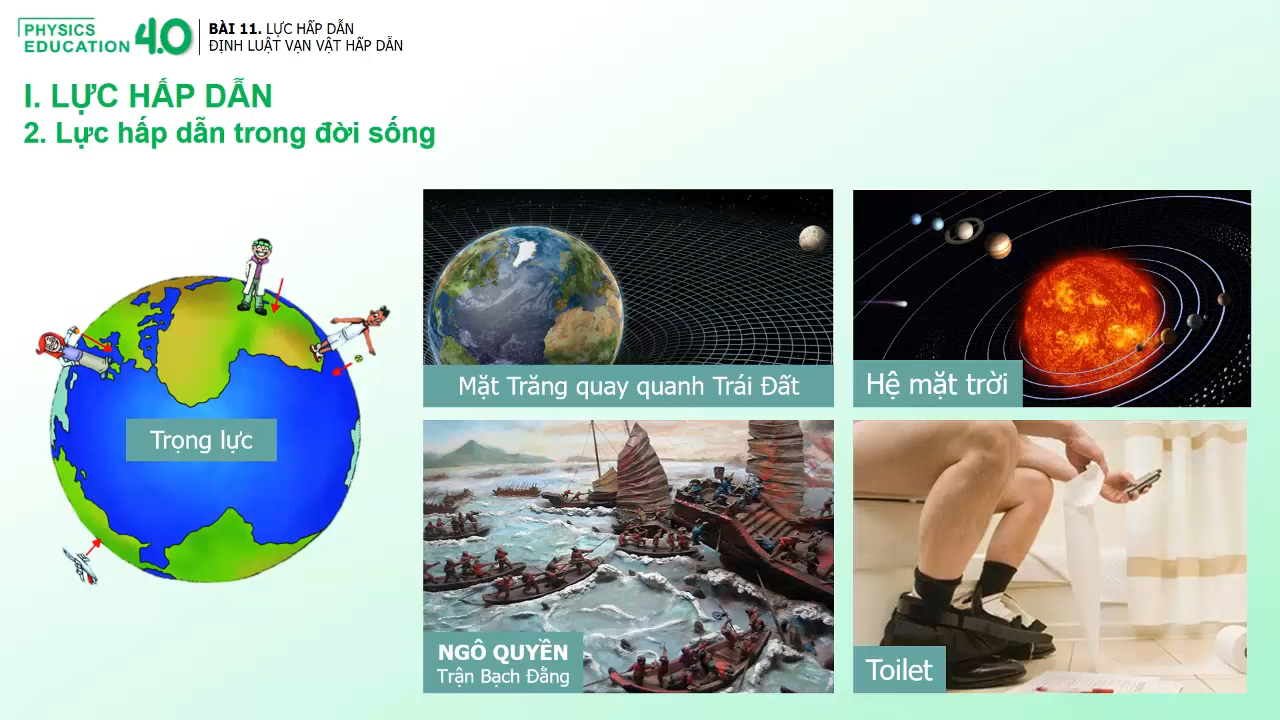 PHYSICS
EDUCATION 4.0
BÀI 11. LỰC HẤP DẪN
ĐỊNH LUẬT VẠN VẬT HẤP DẪN
I. LỰC HẤP DẪN
2. Lực hấp dẫn trong đời sống
Trọng lực
Mặt Trăng quay quanh Trái Đất
Hệ mặt trời
NGÔ QUYỀN
Trận Bạch Đằng
Toilet